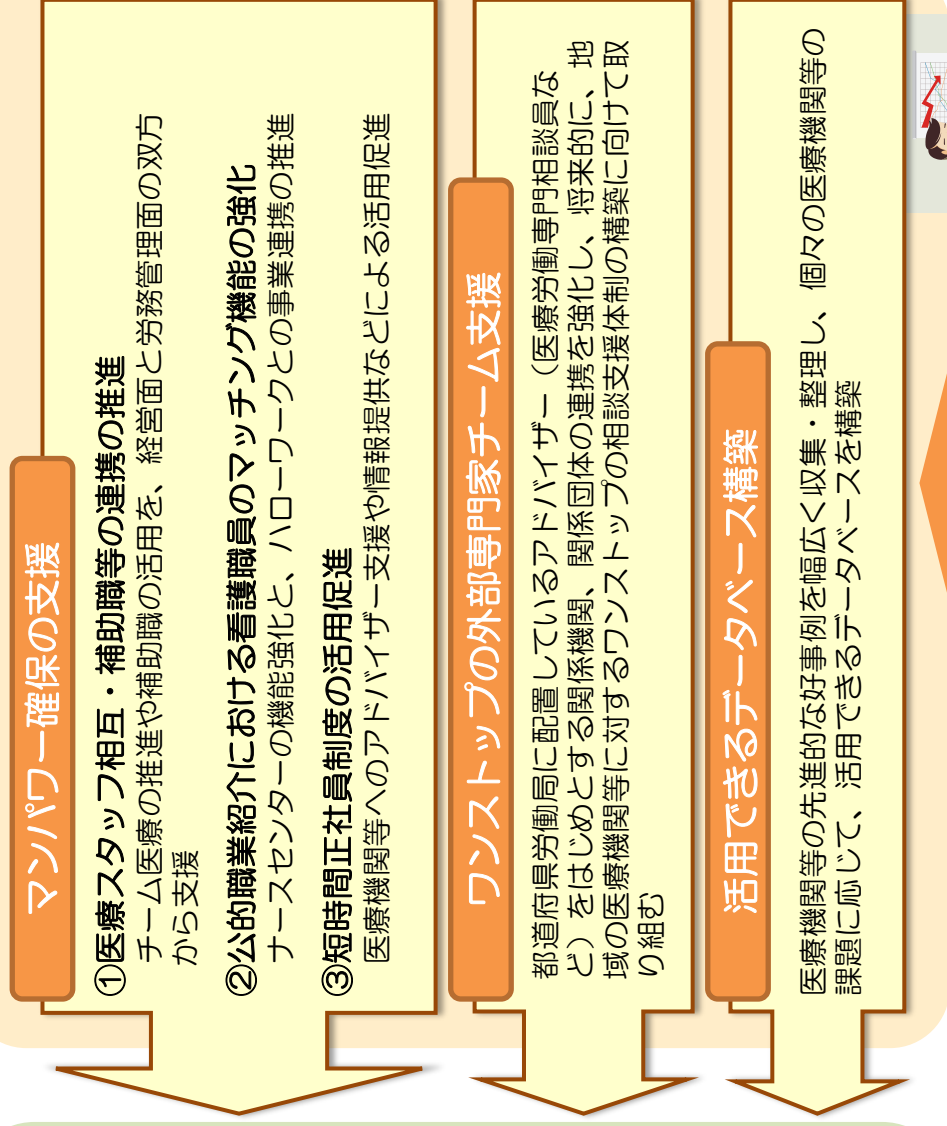 マンパワー確保の支援
①医療スタッフ相互・補助職等の連携の推進
チーム医療の推進や補助職の活用を、経営面と労務管理面の双方
から支援
②公的職業紹介における看護職員のマッチング機能の強化
ナースセンターの機能強化と、ハローワークとの事業連携の推進
③短時間正社員制度の活用促進
医療機関等へのアドバイザー支援や情報提供などによる活用促進
ワンストップの外部専門家チーム支援
都道府県労働局に配置しているアドバイザー（医療労働専門相談員な
ど）をはじめとする関係機関、関係団体の連携を強化し、将来的に、地
域の医療機関等に対するワンストップの相談支援体制の構築に向けて取
り組む
活用できるデータベース構築
医療機関等の先進的な好事例を幅広く収集・整理し、個々の医療機関等の
課題に応じて、活用できるデータベースを構築